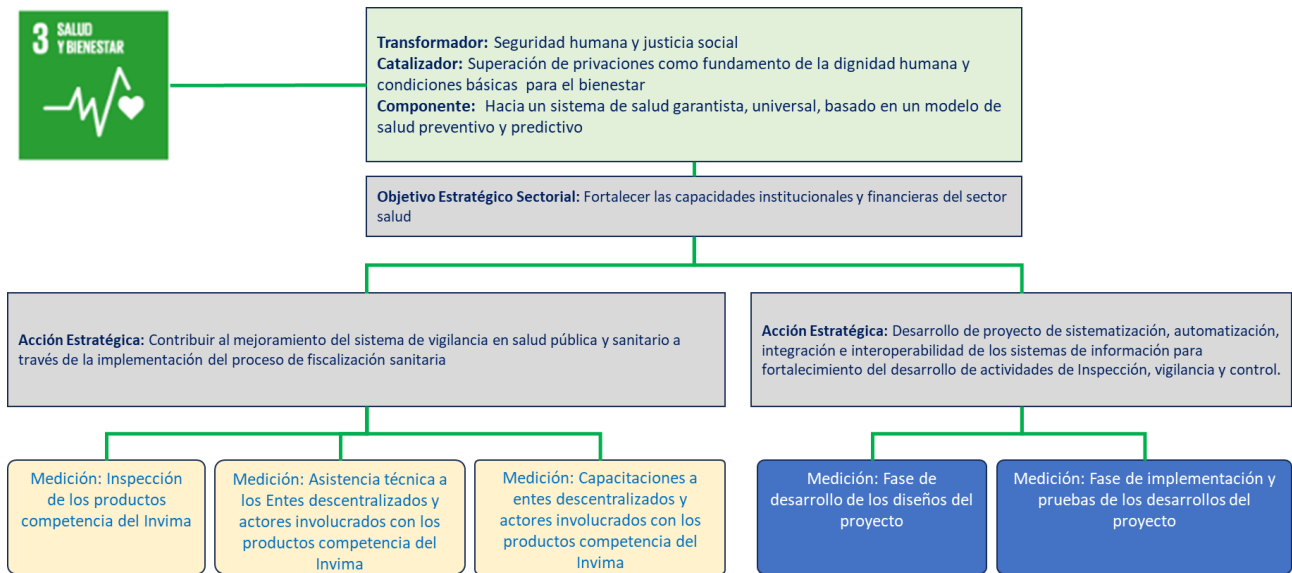 3 SALUD
Y BIENESTAR
Transformador: Seguridad humana y justicia social
Catalizador: Superación de privaciones como fundamento de la dignidad humana y
condiciones básicas para el bienestar
Componente: Hacia un sistema de salud garantista, universal, basado en un modelo de
salud preventivo y predictivo
Objetivo Estratégico Sectorial: Fortalecer las capacidades institucionales y financieras del sector
salud
Acción Estratégica: Contribuir al mejoramiento del sistema de vigilancia en salud pública y sanitario a
través de la implementación del proceso de fiscalización sanitaria
Acción Estratégica: Desarrollo de proyecto de sistematización, automatización,
integración e interoperabilidad de los sistemas de información para
fortalecimiento del desarrollo de actividades de Inspección, vigilancia y control.
Medición: Inspección
de los productos
competencia del Invima
Medición: Asistencia técnica a
los Entes descentralizados y
actores involucrados con los
productos competencia del
Invima
Medición: Capacitaciones a
entes descentralizados y
actores involucrados con los
productos competencia del
Invima
Medición: Fase de
desarrollo de los diseños del
proyecto
Medición: Fase de implementación y
pruebas de los desarrollos del
proyecto